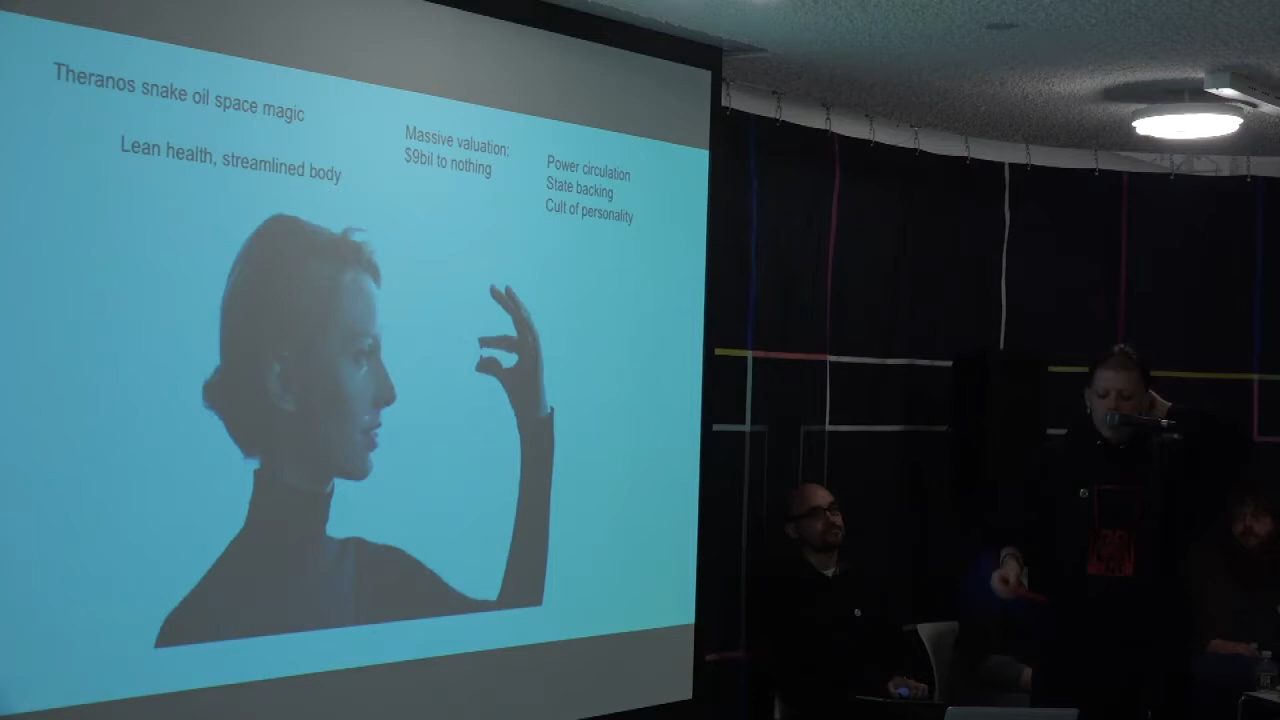 Theranos snake oil space magic
Lean health, streamlined body
Massive valuation:
$9bil to nothing
Power circulation
State backing
Cult of personality